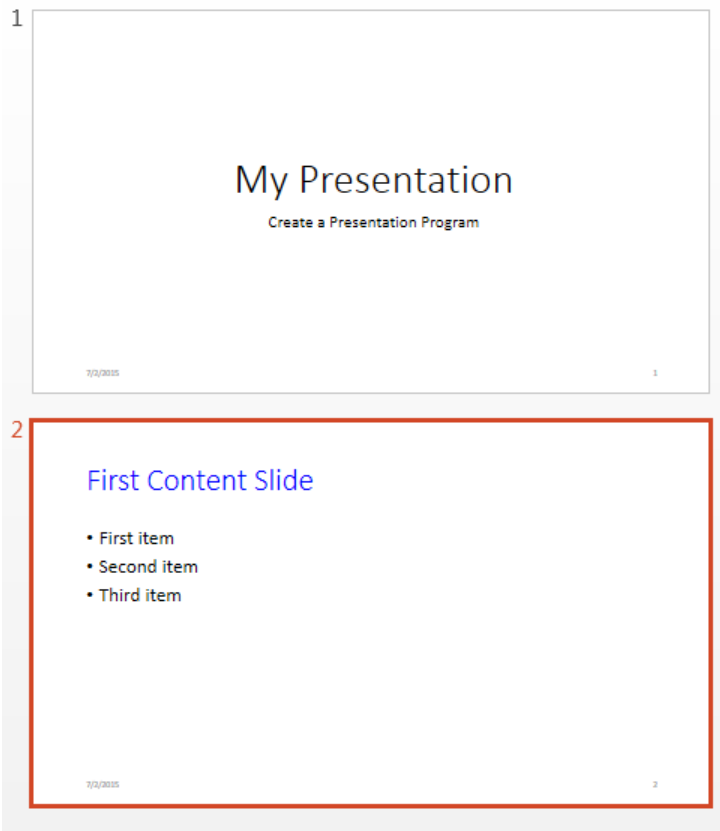 1
My Presentation
Create a Presentation Program
7/2/2015 1
2
First Content Slide
• First item
• Second item
• Third item
7/2/2015 2